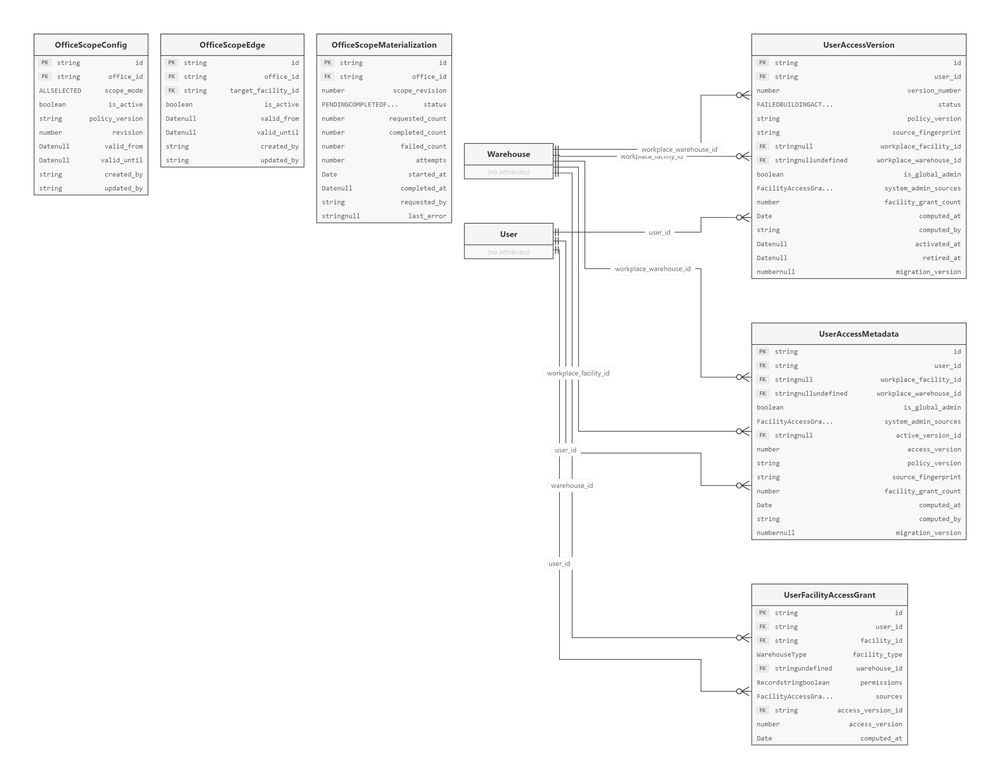 OfficeScopeConfig
PK string id
FK string office_id
ALLSELECTED scope_mode
boolean is_active
string policy_version
number revision
Datenull valid_from
Datenull valid_until
string created_by
string updated_by
OfficeScopeEdge
PK string id
FK string office_id
FK string target_facility_id
boolean is_active
Datenull valid_from
Datenull valid_until
string created_by
string updated_by
OfficeScopeMaterialization
PK string id
FK string office_id
number scope_revision
PENDINGCOMPLETEDF... status
number requested_count
number completed_count
number failed_count
number attempts
Date started_at
Datenull completed_at
string requested_by
stringnull last_error
Warehouse
(no attributes)
User
(no attributes)
workplace_warehouse_id
workplace_facility_id
user_id
workplace_warehouse_id
workplace_facility_id
user_id
warehouse_id
user_id
UserAccessVersion
PK string id
FK string user_id
number version_number
FAILEDBUILDINGACT... status
string policy_version
string source_fingerprint
FK stringnull workplace_facility_id
FK stringnullundefined workplace_warehouse_id
boolean is_global_admin
FacilityAccessGra... system_admin_sources
number facility_grant_count
Date computed_at
string computed_by
Datenull activated_at
Datenull retired_at
numbernull migration_version
UserAccessMetadata
PK string id
FK string user_id
FK stringnull workplace_facility_id
FK stringnullundefined workplace_warehouse_id
boolean is_global_admin
FacilityAccessGra... system_admin_sources
FK stringnull active_version_id
number access_version
string policy_version
string source_fingerprint
number facility_grant_count
Date computed_at
string computed_by
numbernull migration_version
UserFacilityAccessGrant
PK string id
FK string user_id
FK string facility_id
WarehouseType facility_type
FK stringundefined warehouse_id
Recordstringboolean permissions
FacilityAccessGra... sources
FK string access_version_id
number access_version
Date computed_at